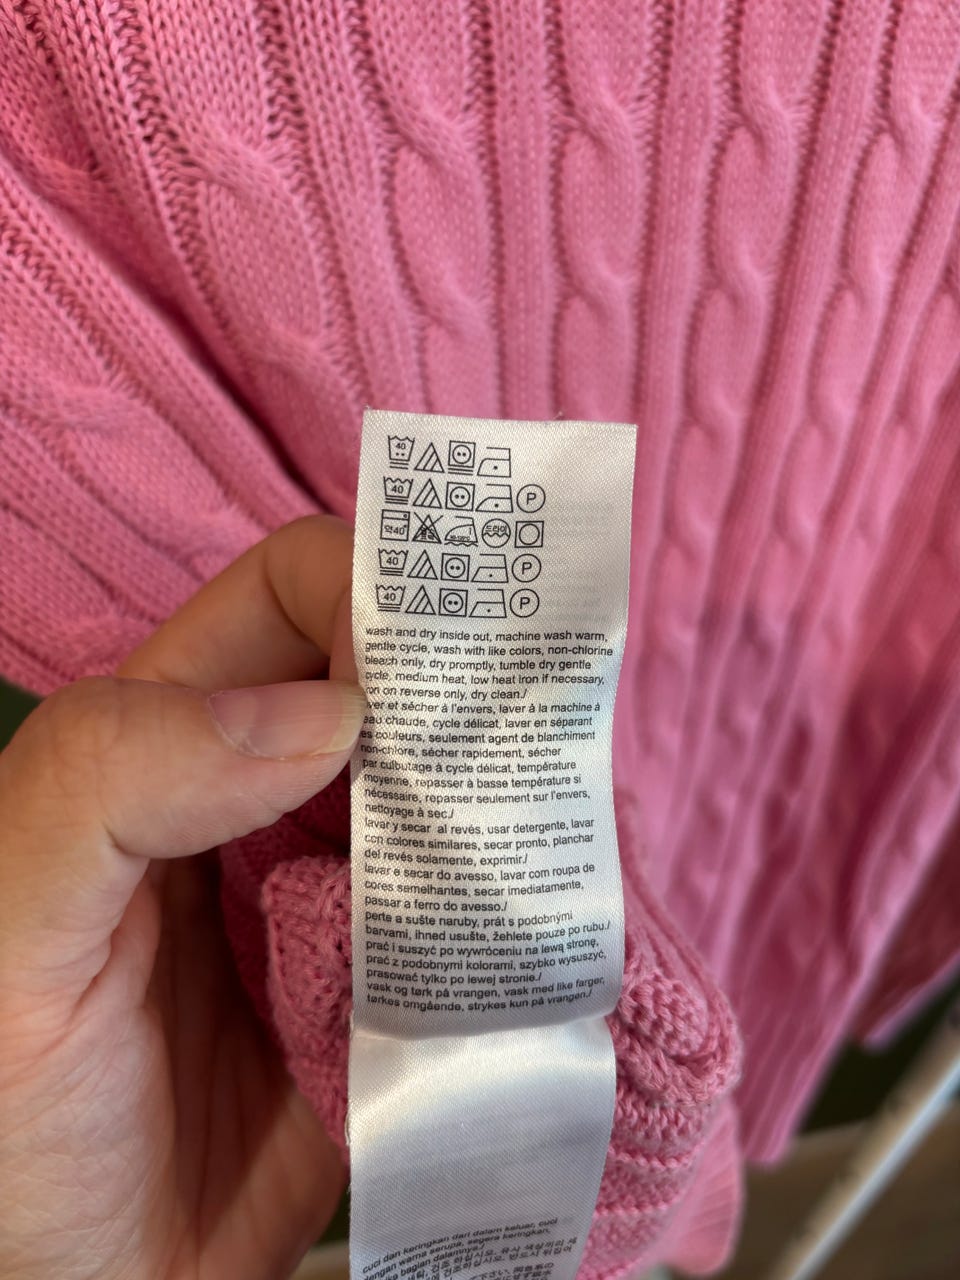 40
40 P
약40° 드라이
40 P
40 P
wash and dry inside out, machine wash warm,
gentle cycle, wash with like colors, non-chlorine
bleach only, dry promptly, tumble dry gentle
cycle, medium heat, low heat iron if necessary,
on reverse only, dry clean./
sécher à l'envers, laver à la machine à
eau chaude, cycle délicat, laver en séparant
couleurs, seulement agent de blanchiment
non-chlore, sécher rapidement, sécher
par culbutage à cycle délicat, température
moyenne, repasser à basse température si
nécessaire, repasser seulement sur l'envers,
nettoyage à sec./
lavar y secar al revés, usar detergente, lavar
con colores similares, secar pronto, planchar
del revés solamente, exprimir./
lavar e secar do avesso, lavar com roupa de
cores semelhantes, secar imediatamente,
passar a ferro do avesso./
perte a sušte naruby, prát s podobnými
barvami, ihned usušte, žehlete pouze po rubu./
prać i suszyć po wywróceniu na lewą stronę,
prać z podobnymi kolorami, szybko wysuszyć,
prasować tylko po lewej stronie./
vask og tørk på vrangen, vask med like farger,
tørkes omgående, strykes kun på vrangen./
cuci dan keringkan dari dalam keluar, cuci
dengan warna serupa, segera keringkan,
bagian dalamnya./